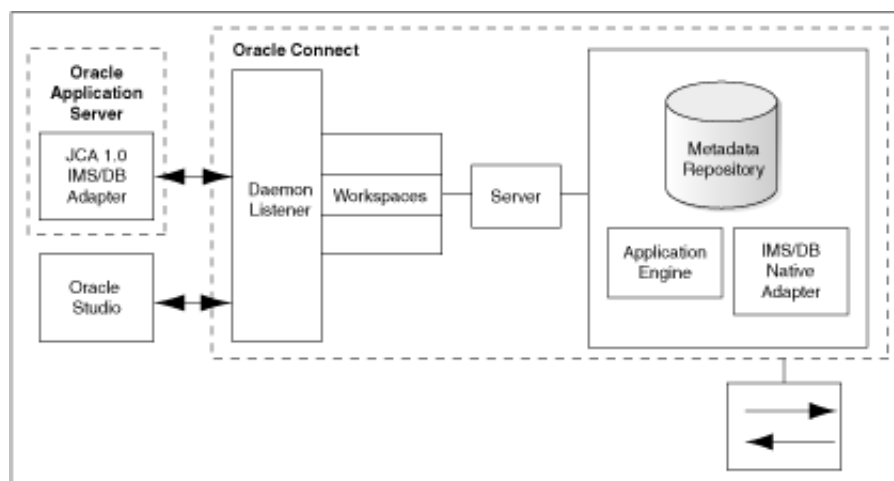 Oracle Connect
Oracle
Application
Server
JCA 1.0
IMS/DB
Adapter
Oracle
Studio
Daemon
Listener
Workspaces
Server
Metadata
Repository
Application
Engine
IMS/DB
Native
Adapter